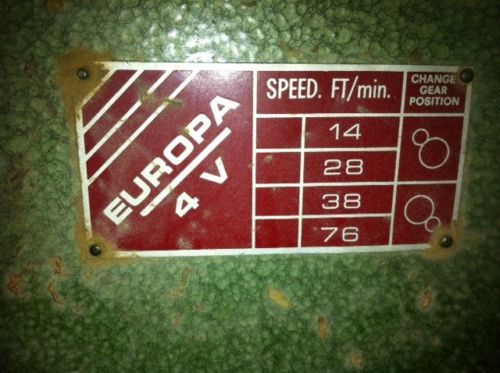 EUROPA
4 V
SPEED. FT/min.
CHANGE
GEAR
POSITION
14
28
38
76